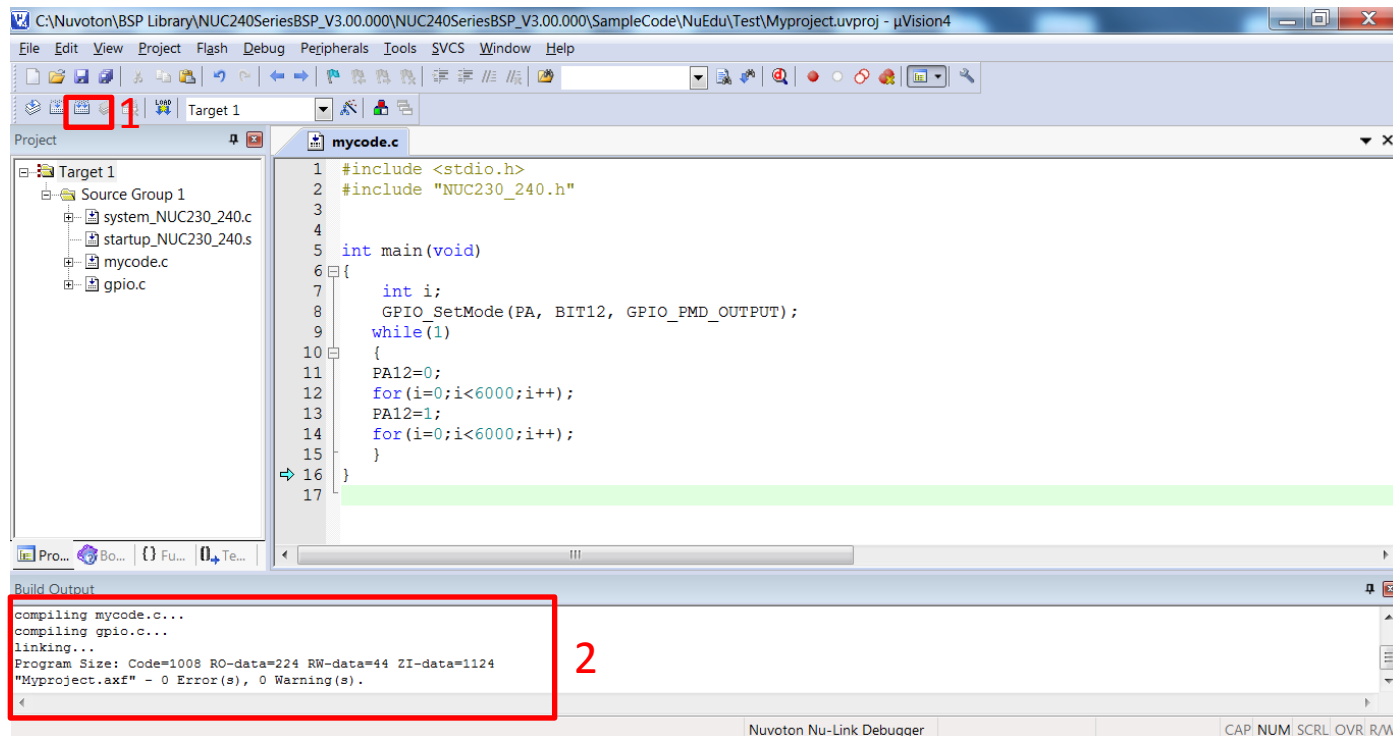 C:\Nuvoton\BSP Library\NUC240SeriesBSP_V3.00.000\NUC240SeriesBSP_V3.00.000\SampleCode\NuEdu\Test\Myproject.uvproj - µVision4
File Edit View Project Flash Debug Peripherals Tools SVCS Window Help
LOAD Target 1
1
Project
mycode.c
Target 1
Source Group 1
system_NUC230_240.c
startup_NUC230_240.s
mycode.c
gpio.c
1 #include <stdio.h>
2 #include "NUC230_240.h"
3
4
5 int main(void)
6 {
7 int i;
8 GPIO_SetMode(PA, BIT12, GPIO_PMD_OUTPUT);
9 while(1)
10 {
11 PA12=0;
12 for(i=0;i<6000;i++);
13 PA12=1;
14 for(i=0;i<6000;i++);
15 }
16 }
17
Pro... Bo... {} Fu... Te...
Build Output
compiling mycode.c...
compiling gpio.c...
linking...
Program Size: Code=1008 RO-data=224 RW-data=44 ZI-data=1124
"Myproject.axf" - 0 Error(s), 0 Warning(s).
2
Nuvoton Nu-Link Debugger CAP NUM SCRL OVR R/W